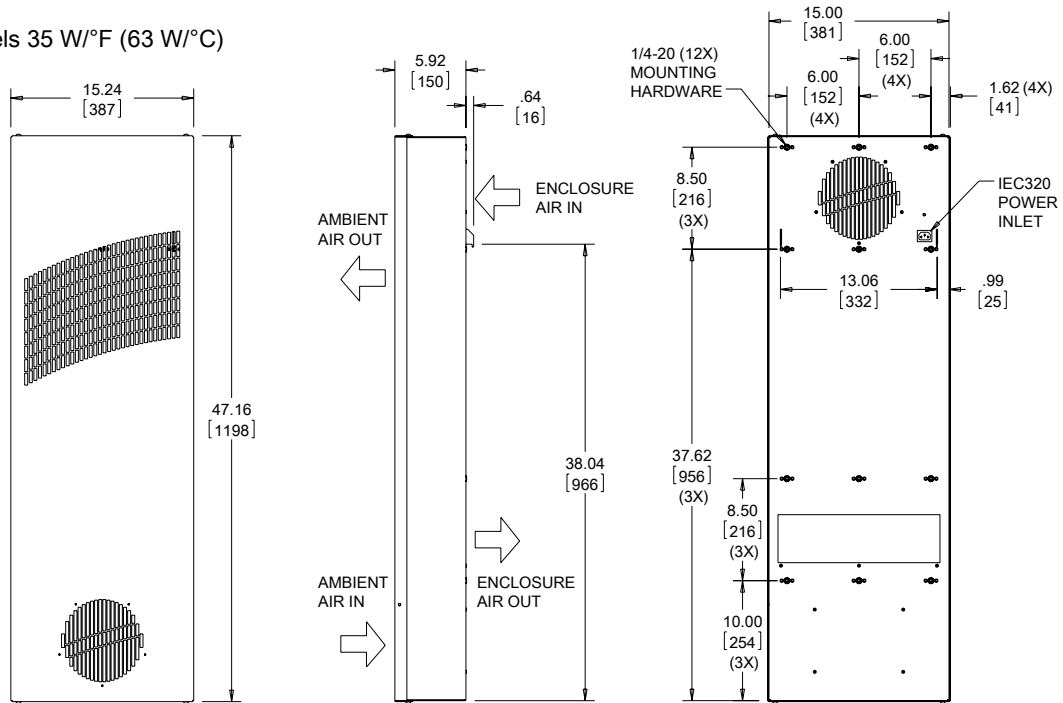 els 35 W/°F (63 W/°C)
15.24
[387]
47.16
[1198]
5.92
[150]
.64
[16]
ENCLOSURE
AIR IN
AMBIENT
AIR OUT
38.04
[966]
AMBIENT
AIR IN
ENCLOSURE
AIR OUT
15.00
[381]
6.00
[152]
(4X)
1/4-20 (12X)
MOUNTING
HARDWARE
6.00
[152]
(4X)
1.62 (4X)
[41]
8.50
[216]
(3X)
IEC320
POWER
INLET
13.06
[332]
.99
[25]
37.62
[956]
(3X)
8.50
[216]
(3X)
10.00
[254]
(3X)